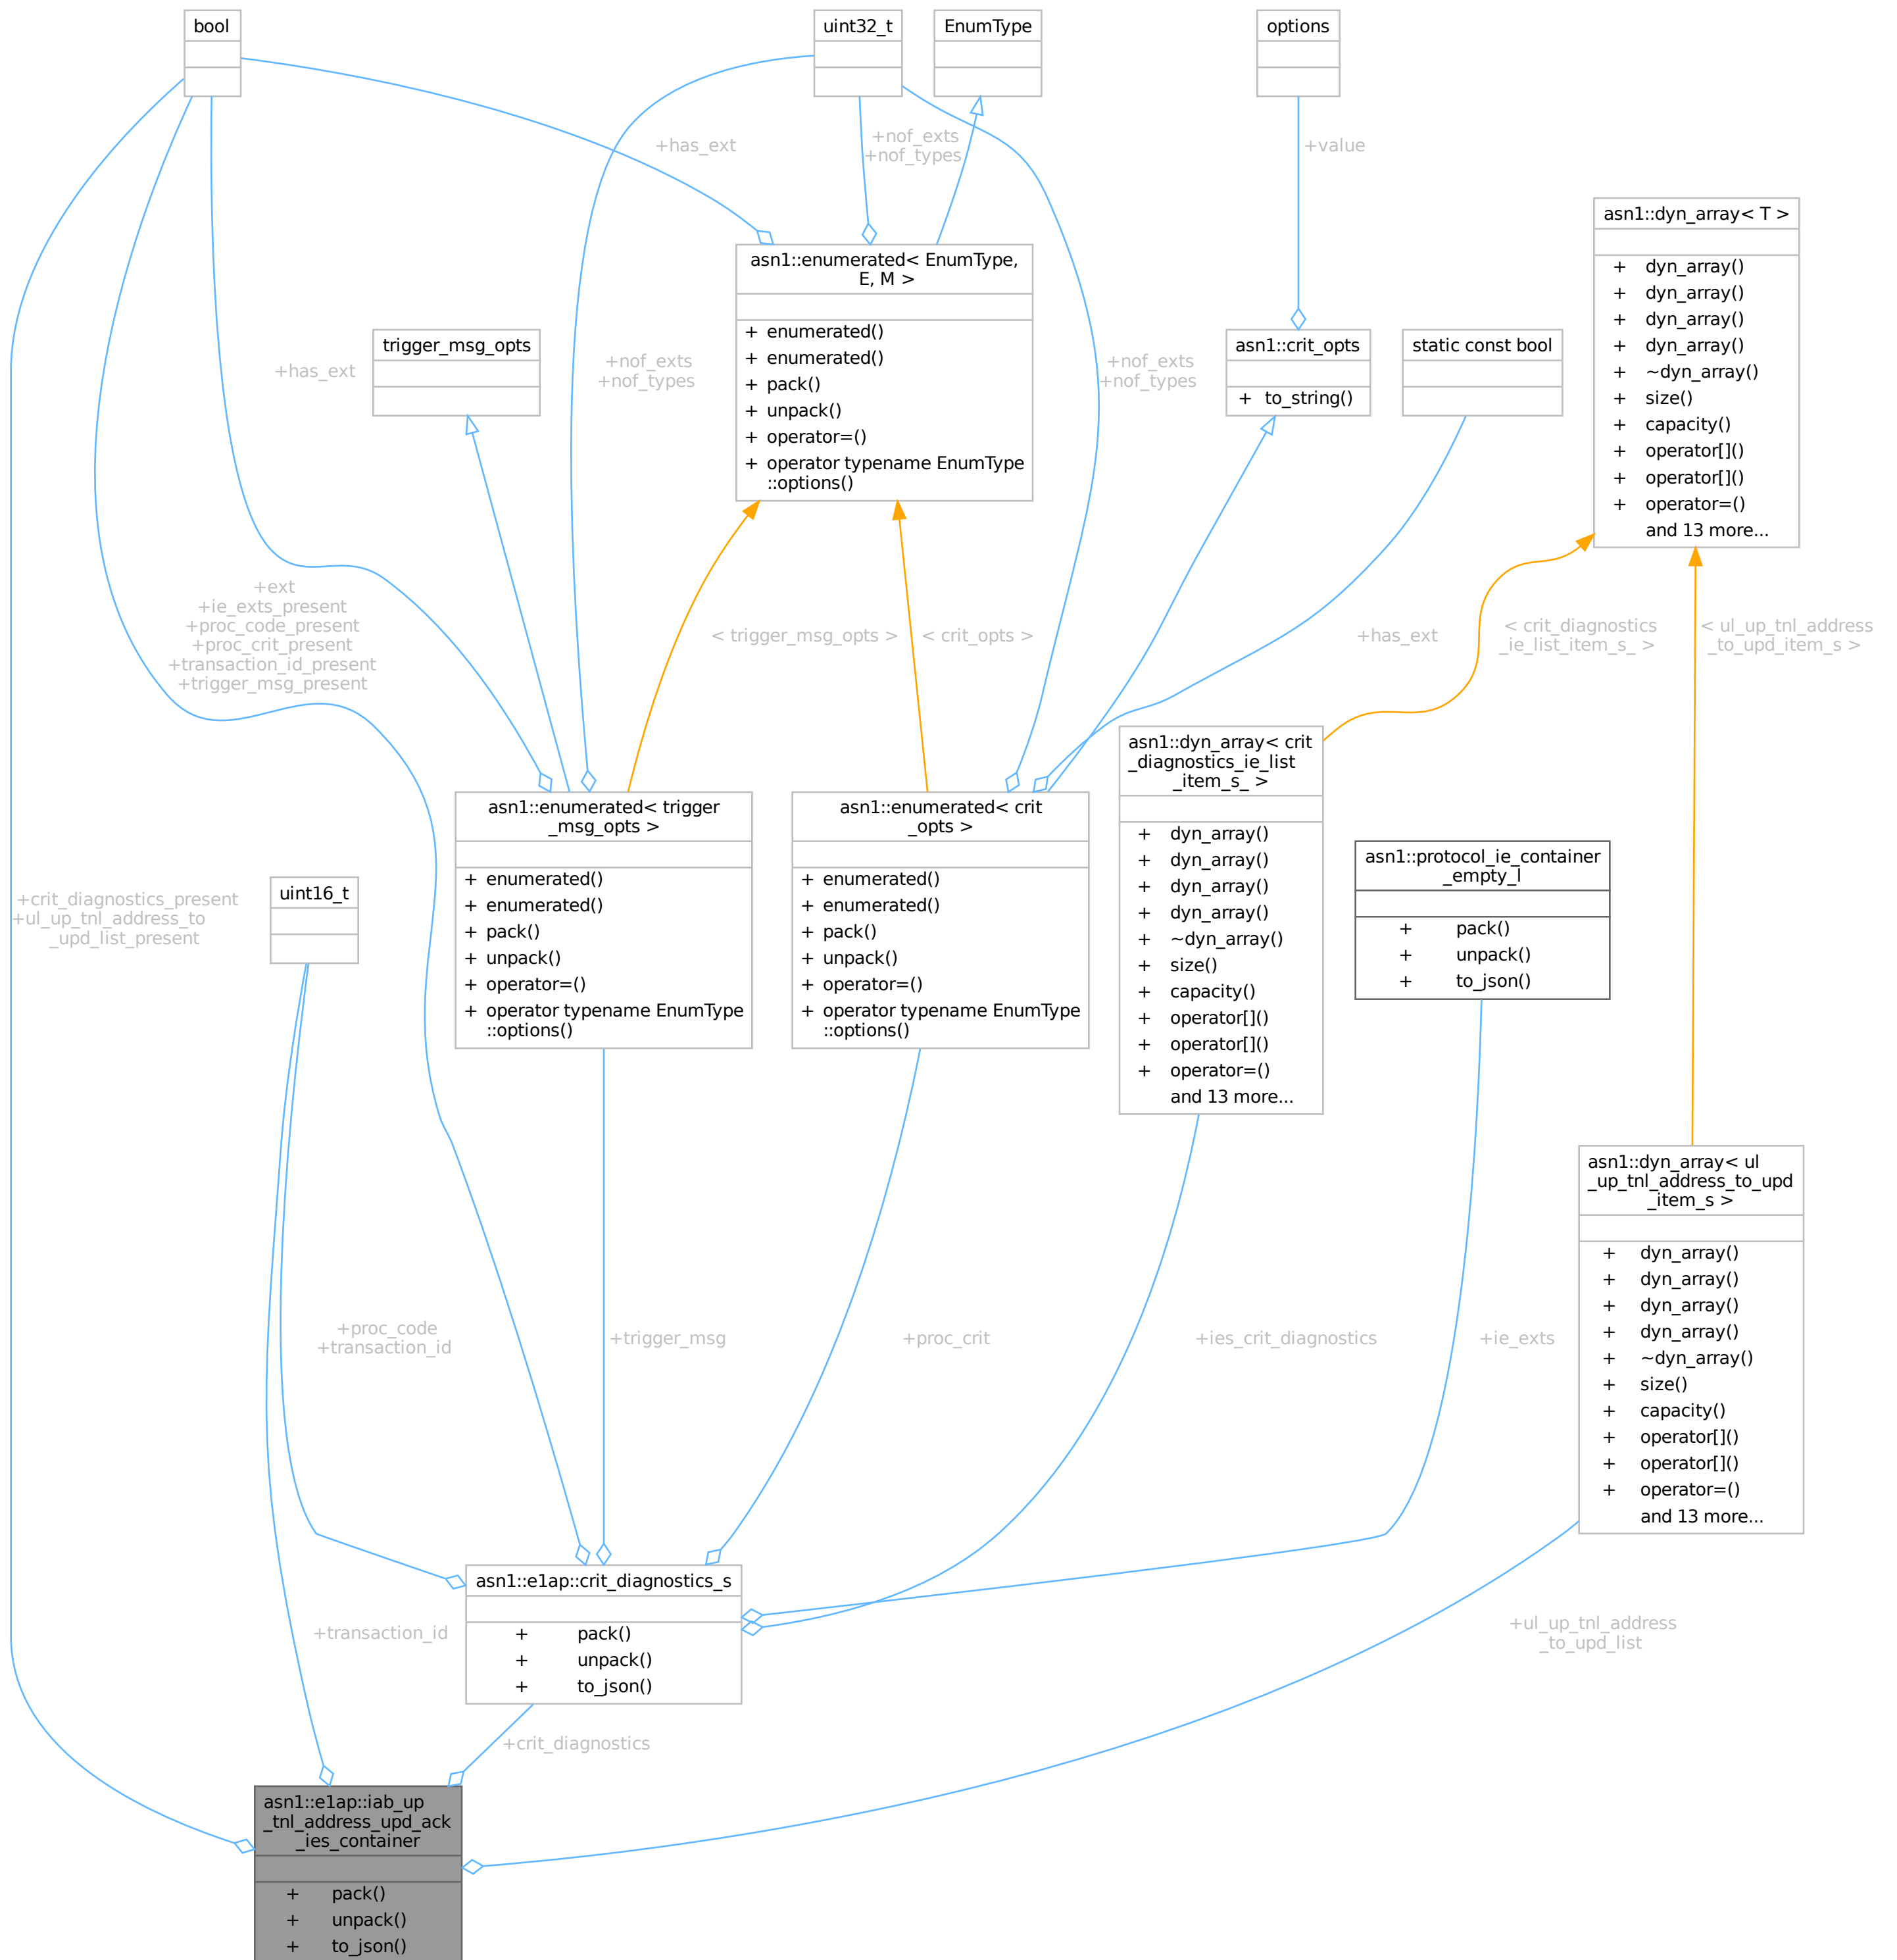 bool
uint32_t
EnumType
options
+has_ext
+nof_exts
+nof_types
+value
asn1::dyn_array< T >
+ dyn_array()
+ dyn_array()
+ dyn_array()
+ dyn_array()
+ ~dyn_array()
+ size()
+ capacity()
+ operator[]()
+ operator[]()
+ operator=()
and 13 more...
asn1::enumerated< EnumType,
E, M >
+ enumerated()
+ enumerated()
+ pack()
+ unpack()
+ operator=()
+ operator typename EnumType
::options()
trigger_msg_opts
+has_ext
+nof_exts
+nof_types
+nof_exts
+nof_types
asn1::crit_opts
+ to_string()
static const bool
+ext
+ie_exts_present
+proc_code_present
+proc_crit_present
+transaction_id_present
+trigger_msg_present
< trigger_msg_opts >
< crit_opts >
+has_ext
< crit_diagnostics
_ie_list_item_s_ >
< ul_up_tnl_address
_to_upd_item_s >
asn1::enumerated< trigger
_msg_opts >
+ enumerated()
+ enumerated()
+ pack()
+ unpack()
+ operator=()
+ operator typename EnumType
::options()
asn1::enumerated< crit
_opts >
+ enumerated()
+ enumerated()
+ pack()
+ unpack()
+ operator=()
+ operator typename EnumType
::options()
asn1::dyn_array< crit
_diagnostics_ie_list
_item_s_ >
+ dyn_array()
+ dyn_array()
+ dyn_array()
+ dyn_array()
+ ~dyn_array()
+ size()
+ capacity()
+ operator[]()
+ operator[]()
+ operator=()
and 13 more...
asn1::protocol_ie_container
_empty_l
+ pack()
+ unpack()
+ to_json()
+crit_diagnostics_present
+ul_up_tnl_address_to
_upd_list_present
uint16_t
asn1::dyn_array< ul
_up_tnl_address_to_upd
_item_s >
+ dyn_array()
+ dyn_array()
+ dyn_array()
+ dyn_array()
+ ~dyn_array()
+ size()
+ capacity()
+ operator[]()
+ operator[]()
+ operator=()
and 13 more...
+proc_code
+transaction_id
+trigger_msg
+proc_crit
+ies_crit_diagnostics
+ie_exts
asn1::e1ap::crit_diagnostics_s
+ pack()
+ unpack()
+ to_json()
+transaction_id
+ul_up_tnl_address
_to_upd_list
+crit_diagnostics
asn1::e1ap::iab_up
_tnl_address_upd_ack
_ies_container
+ pack()
+ unpack()
+ to_json()